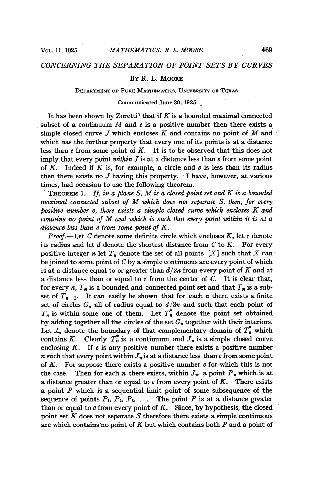 VOL. 11, 1925 MATHEMATICS: R. L. MOORE 469
CONCERNING THE SEPARATION OF POINT SETS BY CURVES
BY R. L. MOORE
DEPARTMENT OF PURE MATHEMATICS, UNIVERSITY OF TEXAS
Communicated June 30, 1925
It has been shown by Zoretti¹ that if K is a bounded maximal connected
subset of a continuum M and ε is a positive number then there exists a
simple closed curve J which encloses K and contains no point of M and
which has the further property that every one of its points is at a distance
less than ε from some point of K. It is to be observed that this does not
imply that every point within J is at a distance less than ε from some point
of K. Indeed if K is, for example, a circle and ε is less than its radius
then there exists no J having this property. I have, however, at various
times, had occasion to use the following theorem.
THEOREM 1. If, in a plane S, M is a closed point set and K is a bounded
maximal connected subset of M which does not separate S, then, for every
positive number ε, there exists a simple closed curve which encloses K and
contains no point of M and which is such that every point within it is at a
distance less than ε from some point of K.
Proof.—Let C denote some definite circle which encloses K, let r denote
its radius and let d denote the shortest distance from C to K. For every
positive integer n let Tₙ denote the set of all points [X] such that X can
be joined to some point of C by a simple continuous arc every point of which
is at a distance equal to or greater than d/2n from every point of K and at
a distance less than or equal to r from the center of C. It is clear that,
for every n, Tₙ is a bounded and connected point set and that Tₙ is a sub-
set of Tₙ₊₁. It can easily be shown that for each n there exists a finite
set of circles Gₙ all of radius equal to d/3n and such that each point of
Tₙ is within some one of them. Let Tₙ* denote the point set obtained
by adding together all the circles of the set Gₙ together with their interiors.
Let Jₙ denote the boundary of that complementary domain of Tₙ* which
contains K. Clearly Tₙ* is a continuum and Jₙ is a simple closed curve
enclosing K. If ε is any positive number there exists a positive number
n such that every point within Jₙ is at a distance less than ε from some point
of K. For suppose there exists a positive number ε for which this is not
the case. Then for each n there exists, within Jₙ, a point Pₙ which is at
a distance greater than or equal to ε from every point of K. There exists
a point P which is a sequential limit point of some subsequence of the
sequence of points P₁, P₂, P₃, . . . The point P is at a distance greater
than or equal to ε from every point of K. Since, by hypothesis, the closed
point set K does not separate S therefore there exists a simple continuous
arc which contains no point of K but which contains both P and a point of